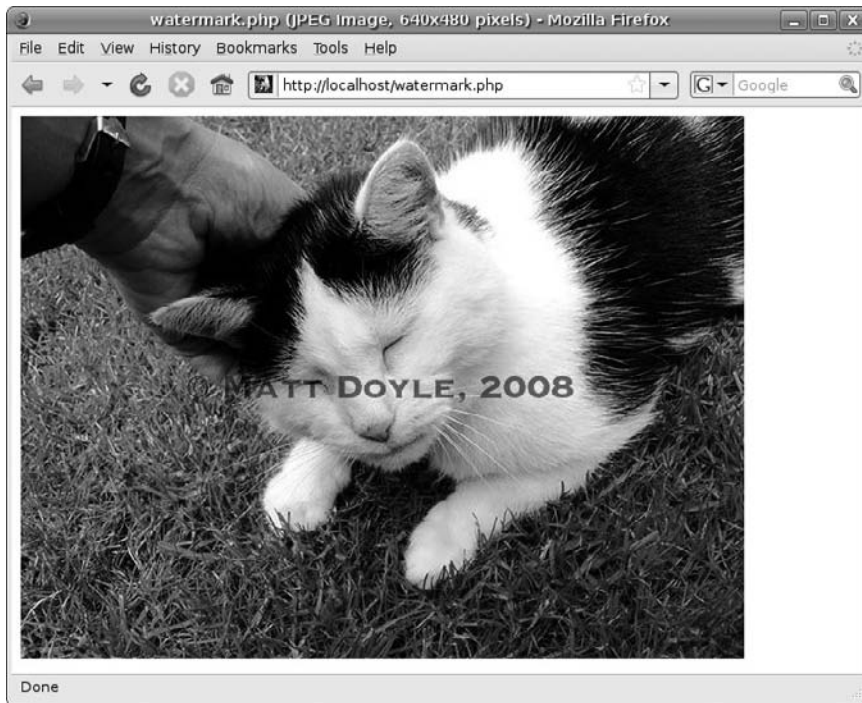 watermark.php (JPEG Image, 640x480 pixels) - Mozilla Firefox
File Edit View History Bookmarks Tools Help
http://localhost/watermark.php
G Google
© MATT DOYLE, 2008
Done